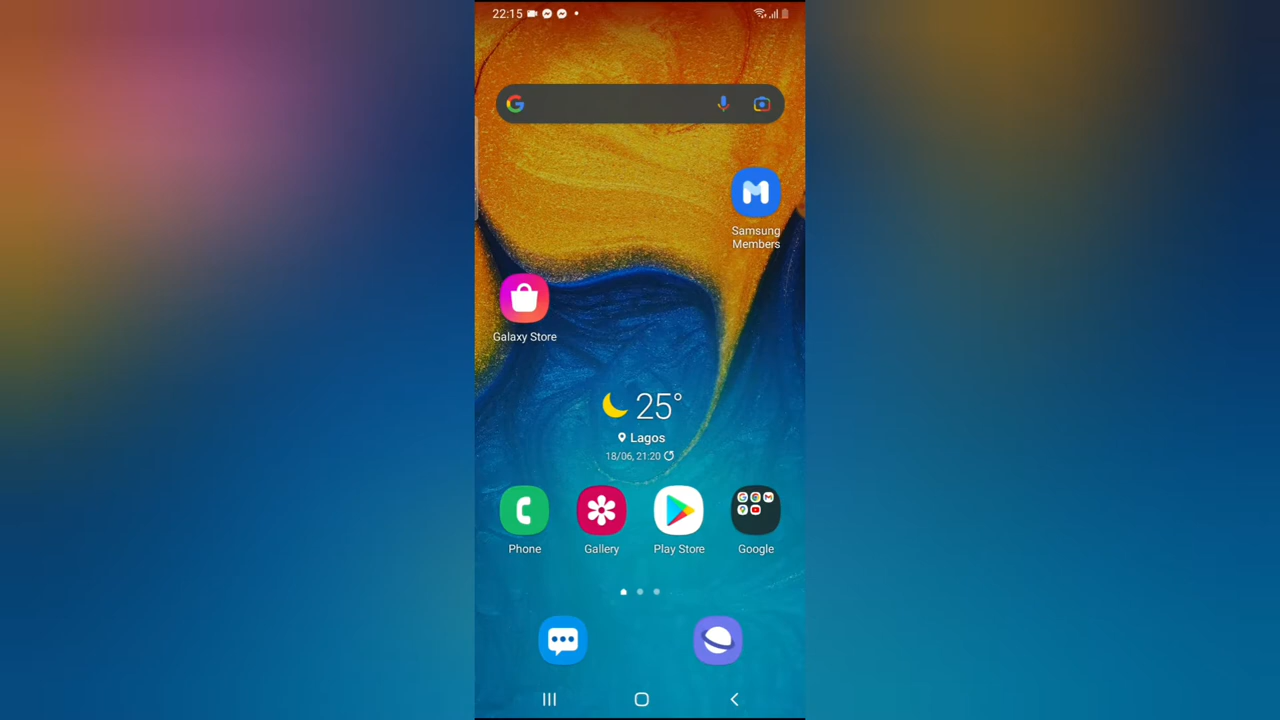 22:15
Samsung
Members
Galaxy Store
25°
Lagos
18/06, 21:20
Phone
Gallery
Play Store
Google